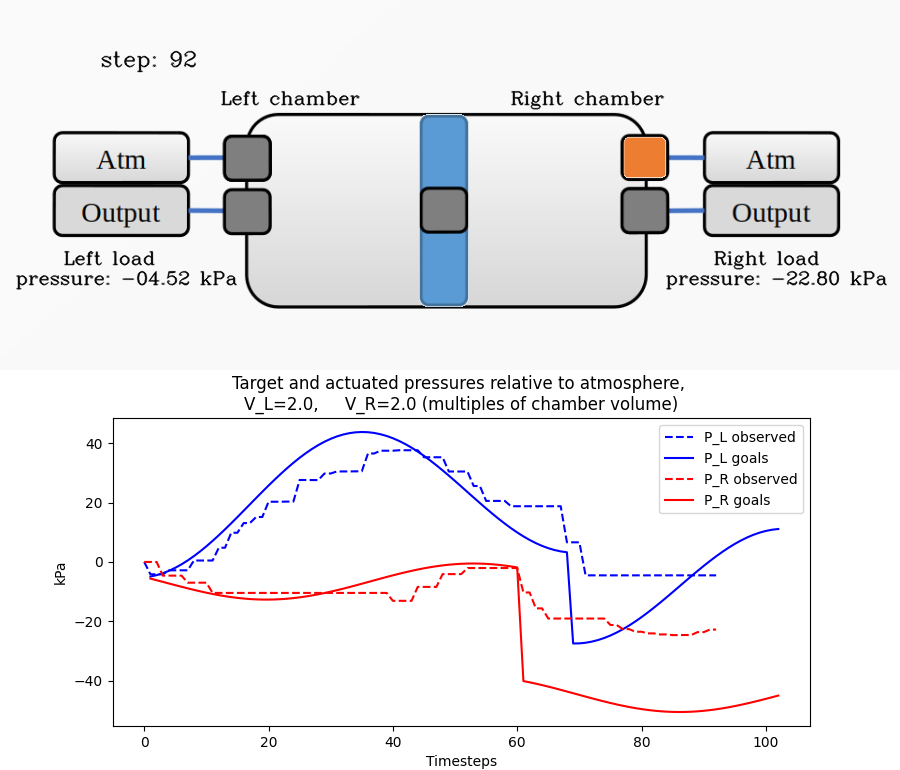 step: 92
Left chamber
Right chamber
Atm
Atm
Output
Output
Left load
pressure: -04.52 kPa
Right load
pressure: -22.80 kPa
Target and actuated pressures relative to atmosphere,
V_L=2.0, V_R=2.0 (multiples of chamber volume)
P_L observed
P_L goals
P_R observed
P_R goals
40
20
0
−20
−40
kPa
0 20 40 60 80 100
Timesteps